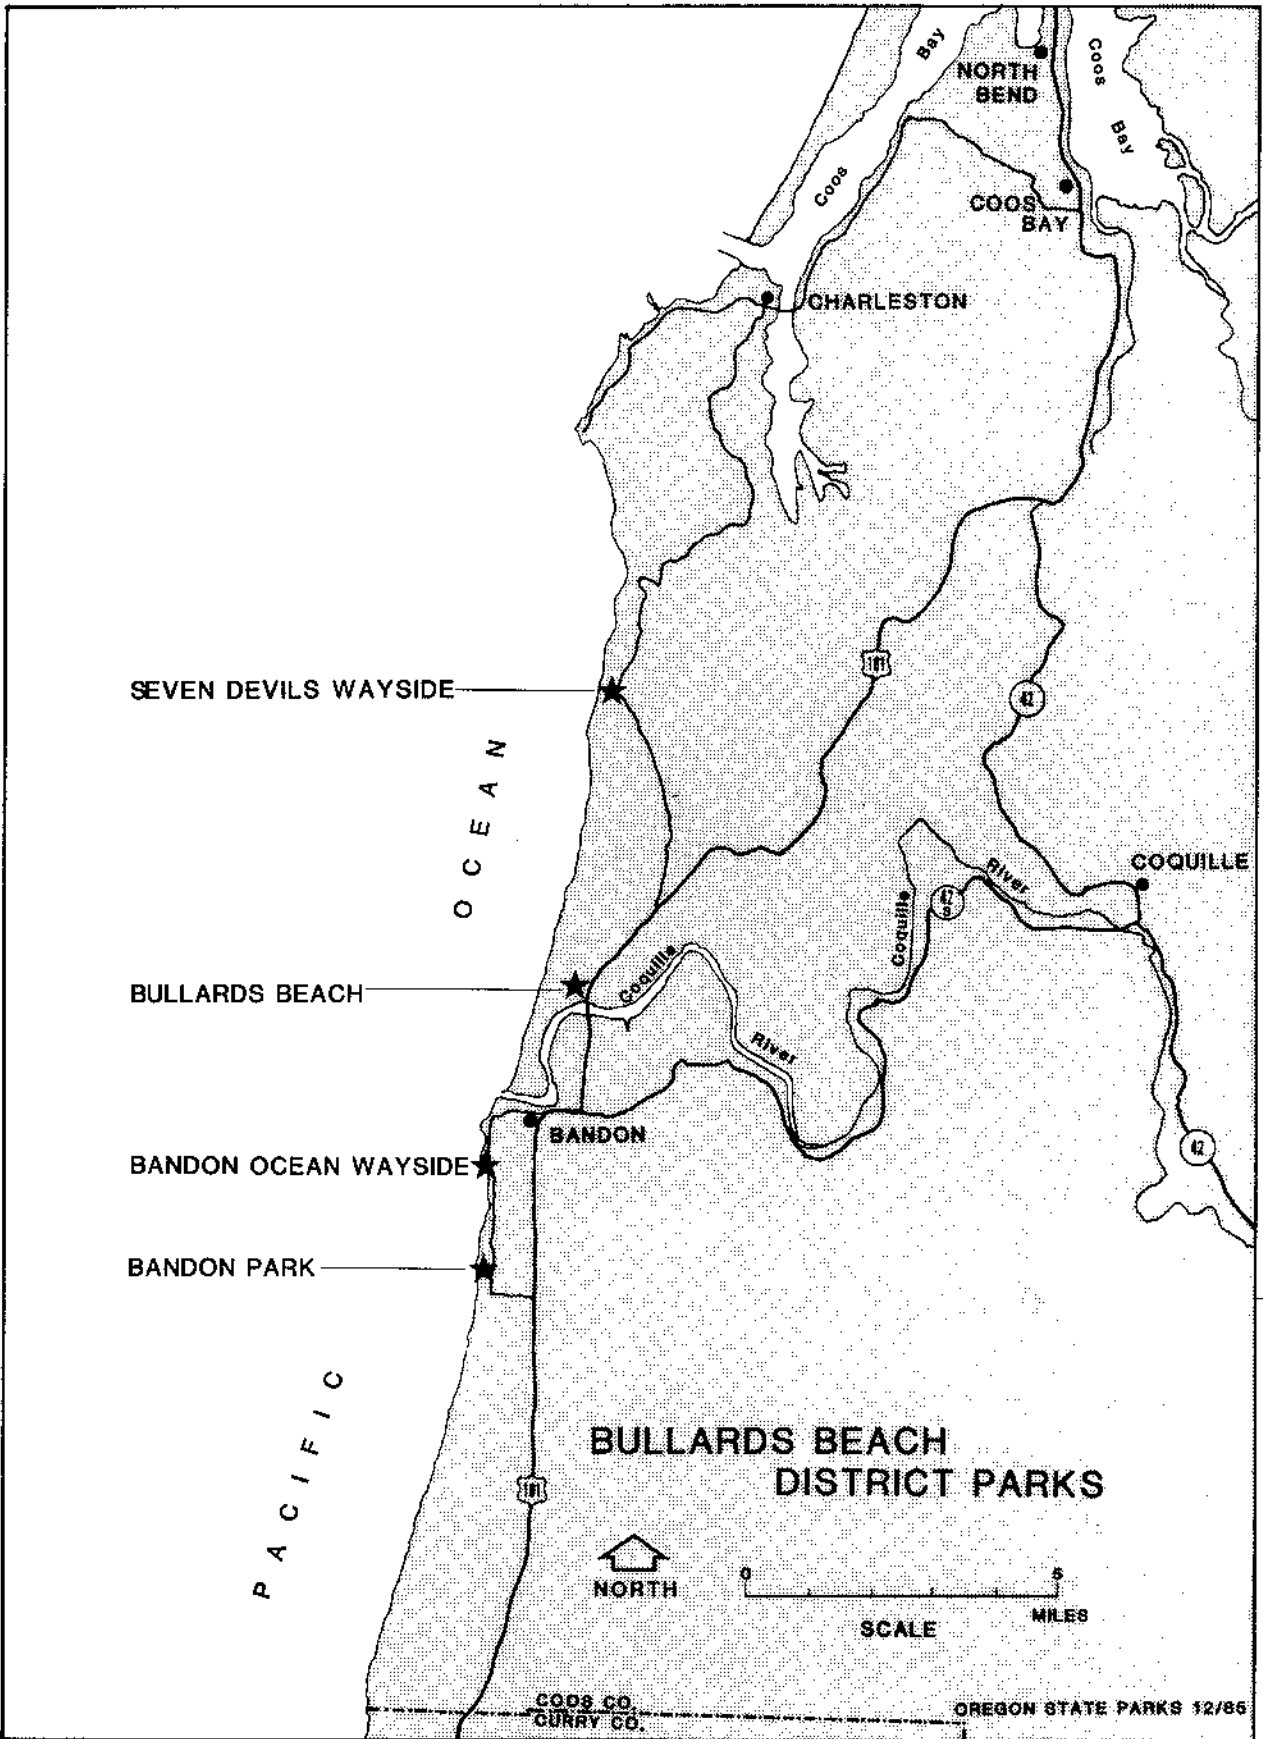 Bay
NORTH
BEND
Coos
Bay
Coos
COOS
BAY
CHARLESTON
101
SEVEN DEVILS WAYSIDE
42
OCEAN
COQUILLE
River
42
S
Coquille
BULLARDS BEACH
Coquille
River
BANDON
42
BANDON OCEAN WAYSIDE
BANDON PARK
PACIFIC
BULLARDS BEACH
DISTRICT PARKS
101
NORTH
0 5
MILES
SCALE
COOS CO.
CURRY CO.
OREGON STATE PARKS 12/85